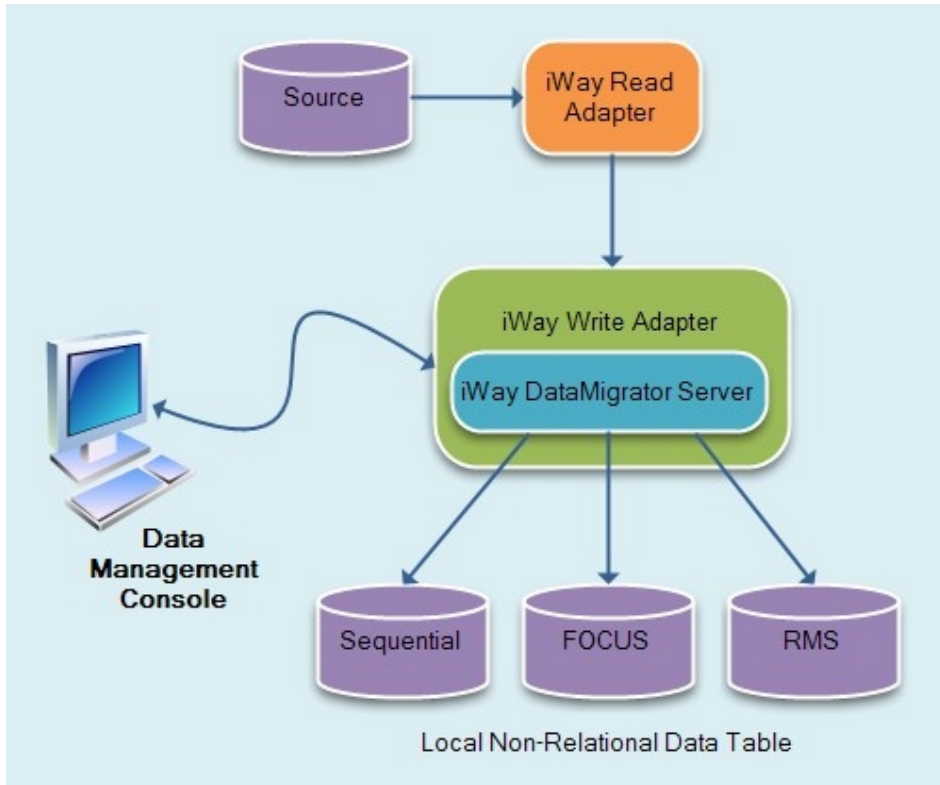 Source
iWay Read
Adapter
iWay Write Adapter
iWay DataMigrator Server
Data
Management
Console
Sequential
FOCUS
RMS
Local Non-Relational Data Table